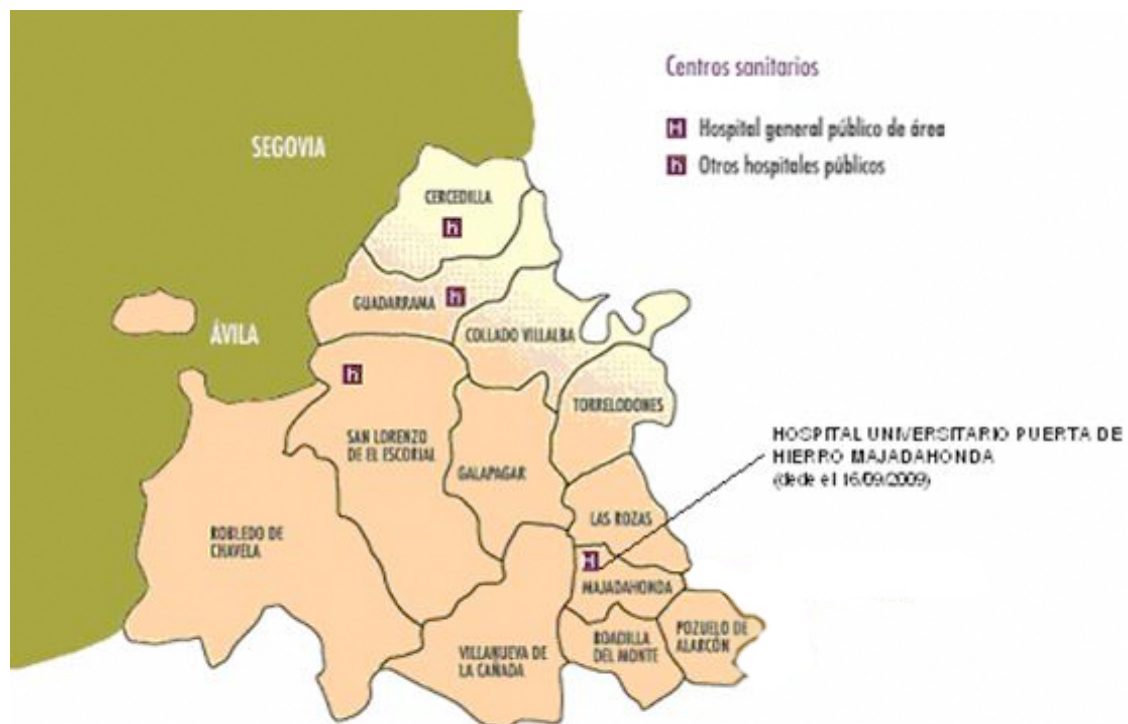 Centros sanitarios
H Hospital general público de área
h Otros hospitales públicos
SEGOVIA
CERCEDILLA
h
GUADARRAMA
h
ÁVILA
COLLADO VILLALBA
h
TORRELODONES
SAN LORENZO
DE EL ESCORIAL
GALAPAGAR
HOSPITAL UNIVERSITARIO PUERTA DE
HIERRO MAJADAHONDA
(dede el 16/09/2009)
LAS ROZAS
ROBLEDO DE
CHAVELA
H
MAJADAHONDA
VILLANUEVA DE
LA CAÑADA
BOADILLA
DEL MONTE
POZUELO DE
ALARCÓN